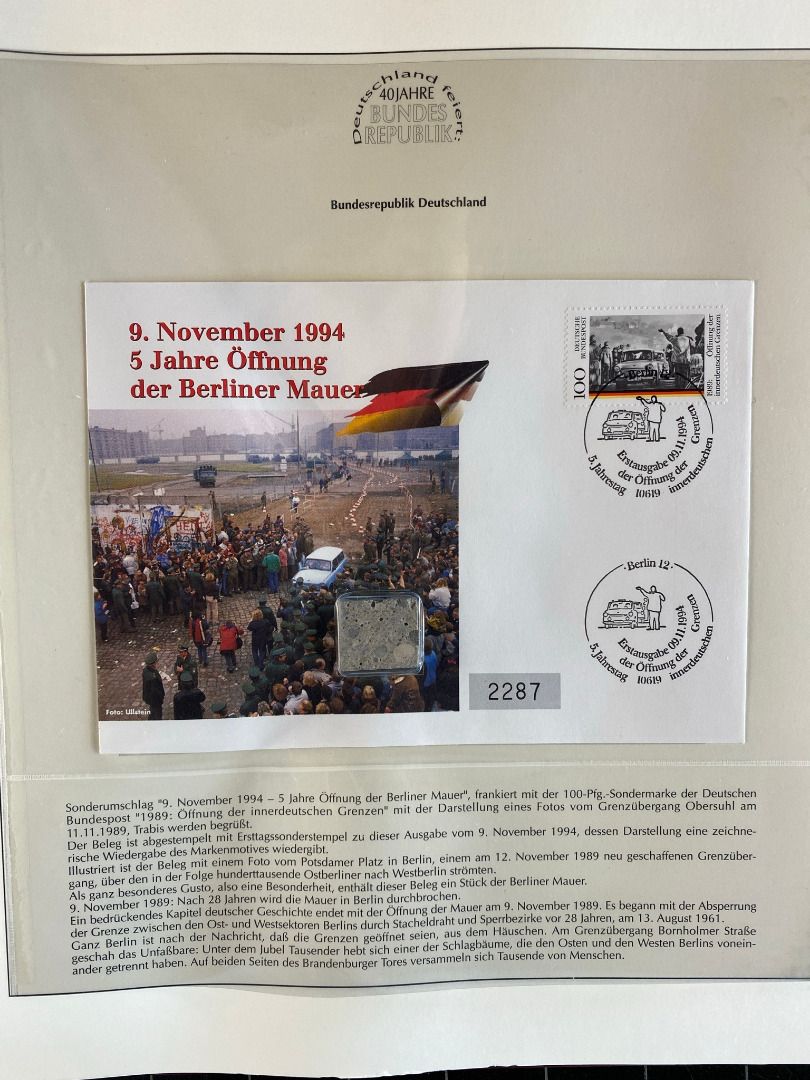 Deutschland feiert:
40 JAHRE
BUNDES
REPUBLIK
Bundesrepublik Deutschland
9. November 1994
5 Jahre Öffnung
der Berliner Mauer
100
DEUTSCHE
BUNDESPOST
1989:
Öffnung der
innerdeutschen Grenzen
Berlin 12
Erstausgabe 09.11.1994
5. Jahrestag der Öffnung der innerdeutschen Grenzen
10619
·Berlin 12·
Erstausgabe 09.11.1994
5. Jahrestag der Öffnung der innerdeutschen Grenzen
10619
Foto: Ullstein
2287
Sonderumschlag "9. November 1994 – 5 Jahre Öffnung der Berliner Mauer", frankiert mit der 100-Pfg.-Sondermarke der Deutschen
Bundespost "1989: Öffnung der innerdeutschen Grenzen" mit der Darstellung eines Fotos vom Grenzübergang Obersuhl am
11.11.1989, Trabis werden begrüßt.
Der Beleg ist abgestempelt mit Ersttagssonderstempel zu dieser Ausgabe vom 9. November 1994, dessen Darstellung eine zeichne-
rische Wiedergabe des Markenmotives wiedergibt.
Illustriert ist der Beleg mit einem Foto vom Potsdamer Platz in Berlin, einem am 12. November 1989 neu geschaffenen Grenzüber-
gang, über den in der Folge hunderttausende Ostberliner nach Westberlin strömten.
Als ganz besonderes Gusto, also eine Besonderheit, enthält dieser Beleg ein Stück der Berliner Mauer.
9. November 1989: Nach 28 Jahren wird die Mauer in Berlin durchbrochen.
Ein bedrückendes Kapitel deutscher Geschichte endet mit der Öffnung der Mauer am 9. November 1989. Es begann mit der Absperrung
der Grenze zwischen den Ost- und Westsektoren Berlins durch Stacheldraht und Sperrbezirke vor 28 Jahren, am 13. August 1961.
Ganz Berlin ist nach der Nachricht, daß die Grenzen geöffnet seien, aus dem Häuschen. Am Grenzübergang Bornholmer Straße
geschah das Unfaßbare: Unter dem Jubel Tausender hebt sich einer der Schlagbäume, die den Osten und den Westen Berlins vonein-
ander getrennt haben. Auf beiden Seiten des Brandenburger Tores versammeln sich Tausende von Menschen.